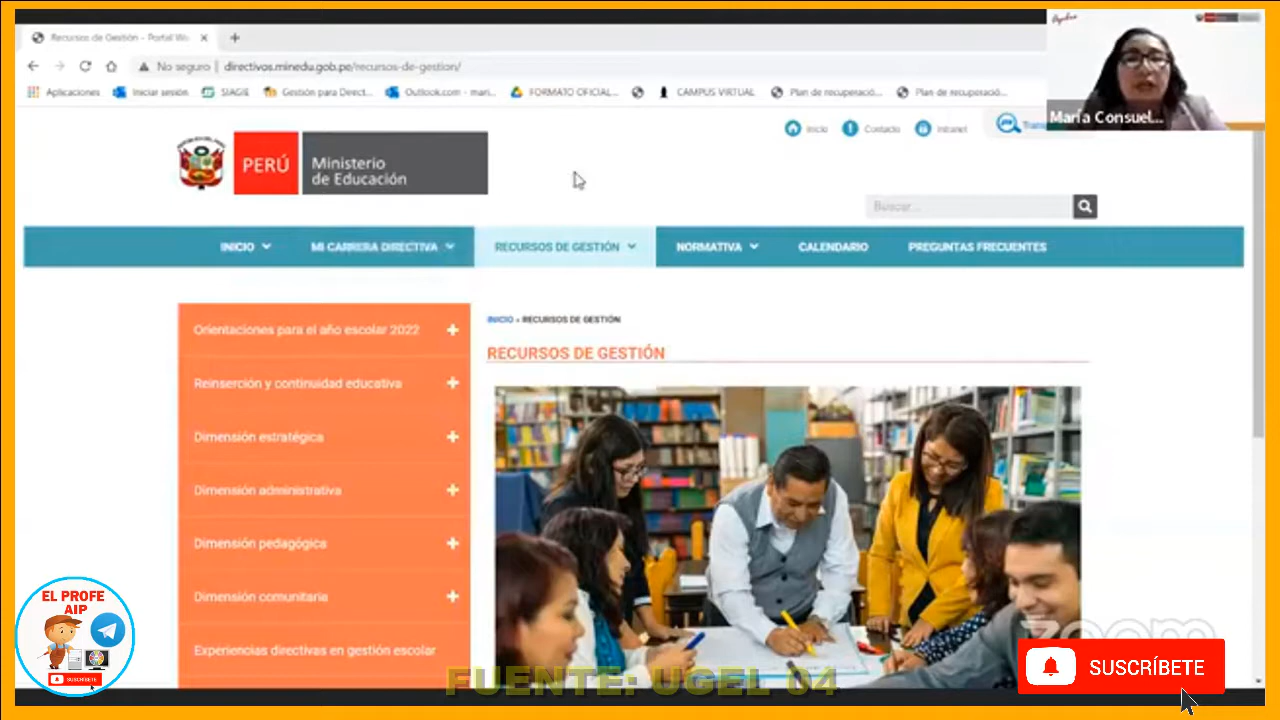 Recursos de Gestión - Portal We
No seguro | directivos.minedu.gob.pe/recursos-de-gestion/
Aplicaciones Iniciar sesión SIAGIE Gestión para Direct... Outlook.com - mari... FORMATO OFICIAL... CAMPUS VIRTUAL Plan de recuperació... Plan de recuperació...
María Consuel...
Inicio Contacto Intranet
PERÚ Ministerio de Educación
Buscar...
INICIO MI CARRERA DIRECTIVA RECURSOS DE GESTIÓN NORMATIVA CALENDARIO PREGUNTAS FRECUENTES
Orientaciones para el año escolar 2022
Reinserción y continuidad educativa
Dimensión estratégica
Dimensión administrativa
Dimensión pedagógica
Dimensión comunitaria
Experiencias directivas en gestión escolar
INICIO » RECURSOS DE GESTIÓN
RECURSOS DE GESTIÓN
EL PROFE
AIP
SUSCRÍBETE
zoom
SUSCRÍBETE
FUENTE: UGEL 04